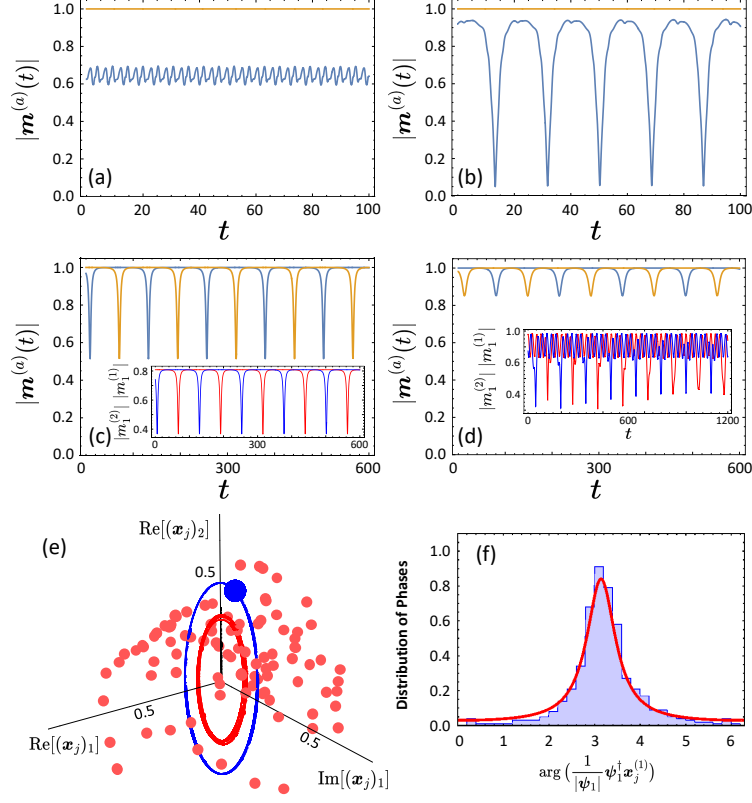 1.0
0.8
0.6
0.4
0.2
0.0
|m^(a)(t)|
(a)
0 20 40 60 80 100
t
1.0
0.8
0.6
0.4
0.2
0.0
|m^(a)(t)|
(b)
0 20 40 60 80 100
t
1.0
0.8
0.6
0.4
0.2
0.0
|m^(a)(t)|
(c)
0 300 600
t
0.8
0.6
0.4
|m_1^(2)| |m_1^(1)|
0 300 600
1.0
0.8
0.6
0.4
0.2
0.0
|m^(a)(t)|
(d)
0 300 600
t
1.0
0.8
0.6
0.4
|m_1^(2)| |m_1^(1)|
0 400 800 1200
t
(e)
Re[(x_j)_2]
0.5
0.5
Re[(x_j)_1]
0.5
Im[(x_j)_1]
(f)
Distribution of Phases
1.0
0.8
0.6
0.4
0.2
0.0
0 1 2 3 4 5 6
arg(1/|ψ_1| ψ_1^† x_j^(1))